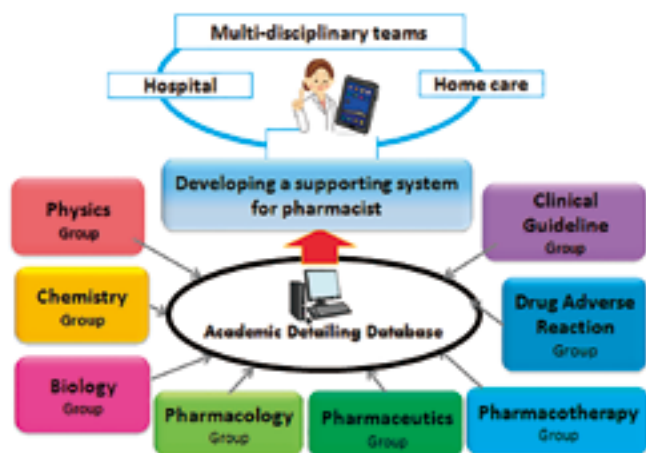 Multi-disciplinary teams
Hospital
Home care
Developing a supporting system
for pharmacist
Physics
Group
Clinical
Guideline
Group
Chemistry
Group
Academic Detailing Database
Drug Adverse
Reaction
Group
Biology
Group
Pharmacology
Group
Pharmaceutics
Group
Pharmacotherapy
Group